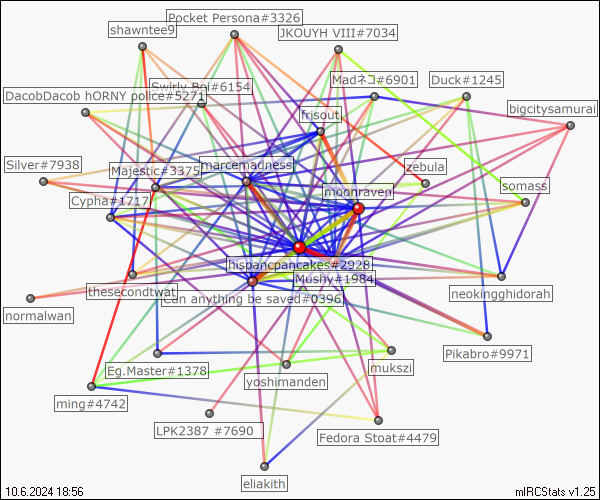 shawntee9
Pocket Persona#3326
JKOUYH VIII#7034
Swirly Boi#6154
Madネコ#6901
Duck#1245
DacobDacob hORNY police#5271
frisout
bigcitysamurai
Silver#7938
Majestic#3375
marcemadness
zebula
Cypha#1717
moonraven
somass
hispancpancakes#2928
Mushy#1984
thesecondtwat
Can anything be saved#0396
neokingghidorah
normalwan
Pikabro#9971
Eg.Master#1378
yoshimanden
mukszi
ming#4742
LPK2387 #7690
Fedora Stoat#4479
eliakith
10.6.2024 18:56
mIRCStats v1.25